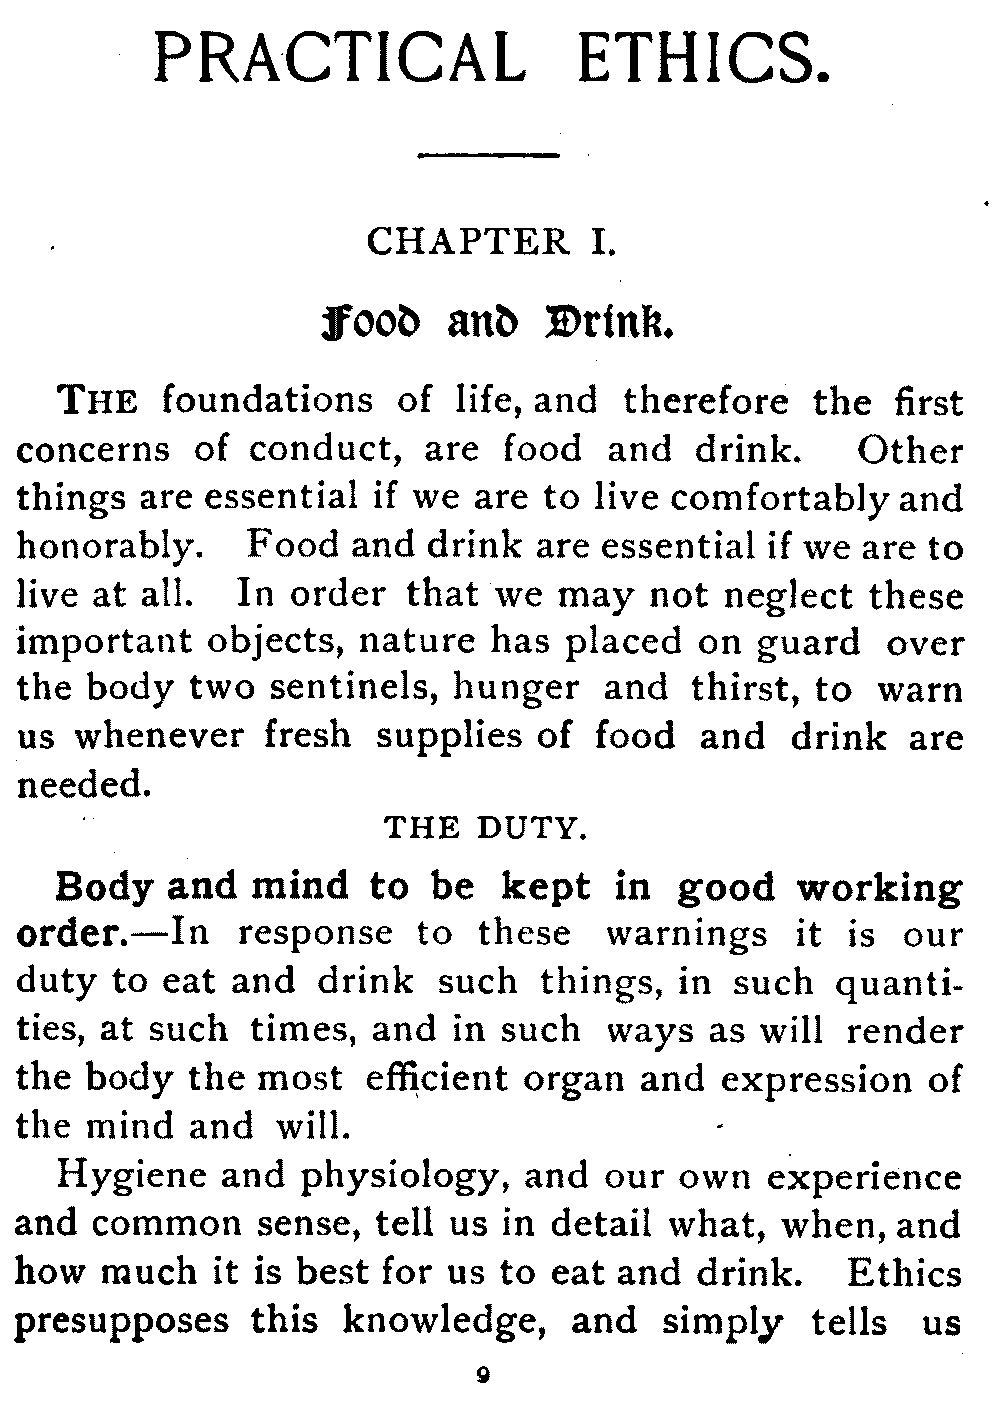 PRACTICAL ETHICS.
CHAPTER I.
Food and Drink.
THE foundations of life, and therefore the first
concerns of conduct, are food and drink. Other
things are essential if we are to live comfortably and
honorably. Food and drink are essential if we are to
live at all. In order that we may not neglect these
important objects, nature has placed on guard over
the body two sentinels, hunger and thirst, to warn
us whenever fresh supplies of food and drink are
needed.
THE DUTY.
Body and mind to be kept in good working
order.—In response to these warnings it is our
duty to eat and drink such things, in such quanti-
ties, at such times, and in such ways as will render
the body the most efficient organ and expression of
the mind and will.
Hygiene and physiology, and our own experience
and common sense, tell us in detail what, when, and
how much it is best for us to eat and drink. Ethics
presupposes this knowledge, and simply tells us
9